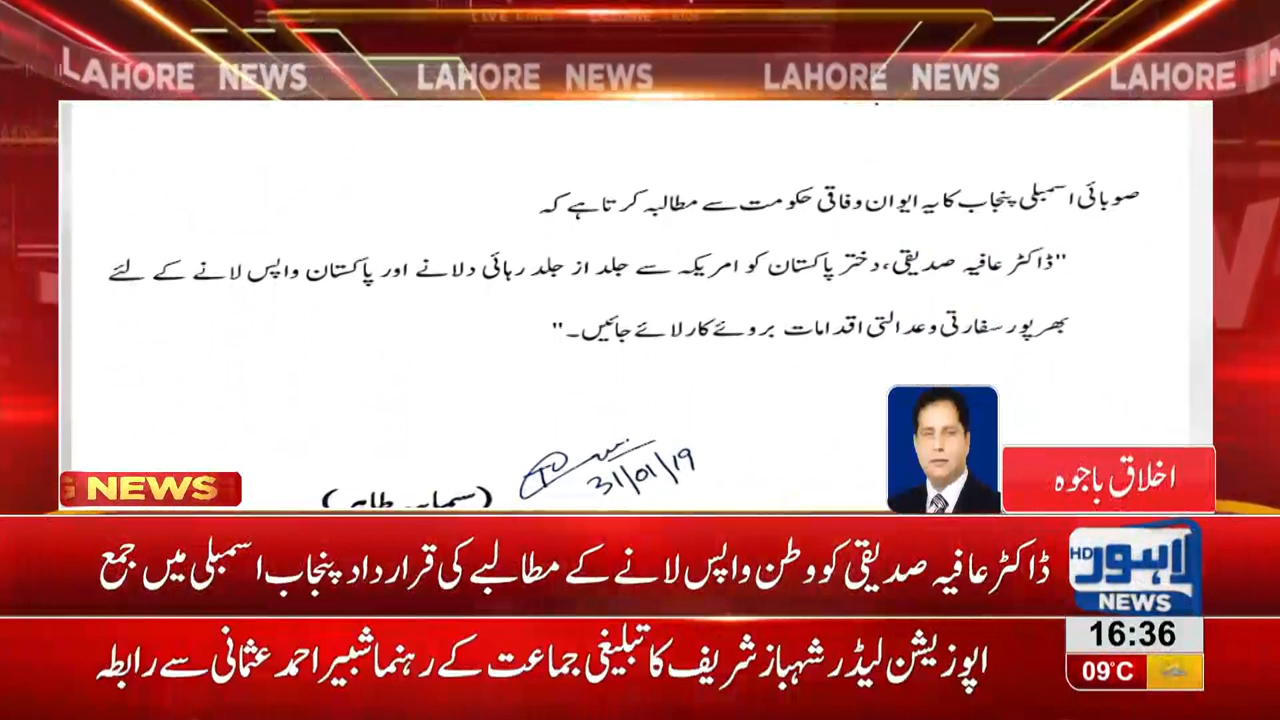 LAHORE NEWS LAHORE NEWS LAHORE NEWS LAHORE
صوبائی اسمبلی پنجاب کا یہ ایوان وفاقی حکومت سے مطالبہ کرتا ہے کہ
"ڈاکٹر عافیہ صدیقی، دختر پاکستان کو امریکہ سے جلد از جلد رہائی دلانے اور پاکستان واپس لانے کے لئے
بھرپور سفارتی و عدالتی اقدامات بروئے کار لائے جائیں۔"
31/01/19
اخلاق باجوہ
NEWS
ڈاکٹر عافیہ صدیقی کو وطن واپس لانے کے مطالبے کی قرارداد پنجاب اسمبلی میں جمع
لاہور HD
NEWS
16:36
اپوزیشن لیڈر شہباز شریف کا تبلیغی جماعت کے رہنما شبیر احمد عثمانی سے رابطہ
09°C